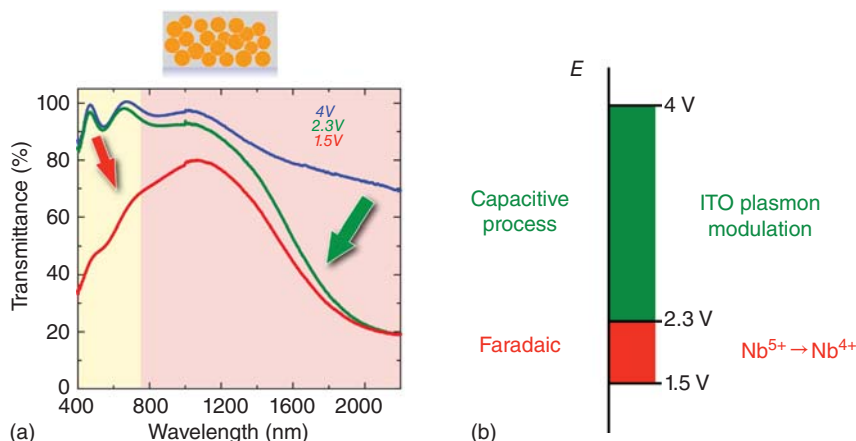 100
80
60
40
20
0
Transmittance (%)
4V
2.3V
1.5V
400 800 1200 1600 2000
Wavelength (nm)
(a)
E
4 V
Capacitive
process
ITO plasmon
modulation
2.3 V
Faradaic
Nb⁵⁺ → Nb⁴⁺
1.5 V
(b)